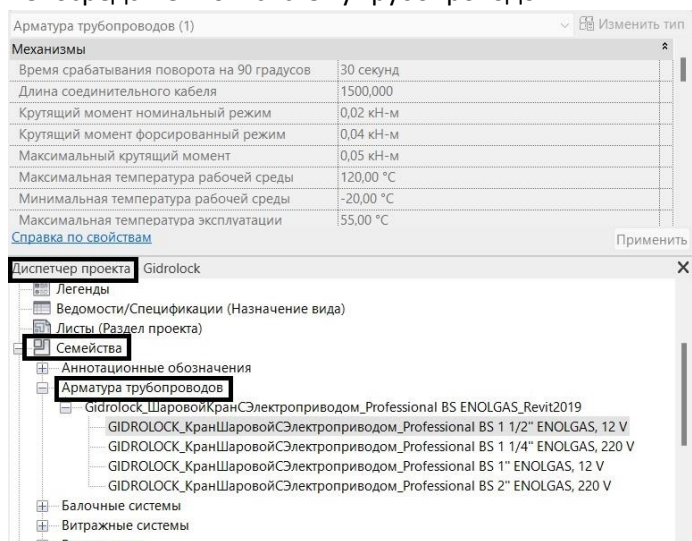 Арматура трубопроводов (1) Изменить тип
Механизмы
Время срабатывания поворота на 90 градусов 30 секунд
Длина соединительного кабеля 1500,000
Крутящий момент номинальный режим 0,02 кН-м
Крутящий момент форсированный режим 0,04 кН-м
Максимальный крутящий момент 0,05 кН-м
Максимальная температура рабочей среды 120,00 °C
Минимальная температура рабочей среды -20,00 °C
Максимальная температура эксплуатации 55,00 °C
Справка по свойствам Применить
Диспетчер проекта Gidrolock X
Легенды
Ведомости/Спецификации (Назначение вида)
Листы (Раздел проекта)
Семейства
Аннотационные обозначения
Арматура трубопроводов
Gidrolock_ШаровойКранСЭлектроприводом_Professional BS ENOLGAS_Revit2019
GIDROLOCK_КранШаровойСЭлектроприводом_Professional BS 1 1/2" ENOLGAS, 12 V
GIDROLOCK_КранШаровойСЭлектроприводом_Professional BS 1 1/4" ENOLGAS, 220 V
GIDROLOCK_КранШаровойСЭлектроприводом_Professional BS 1" ENOLGAS, 12 V
GIDROLOCK_КранШаровойСЭлектроприводом_Professional BS 2" ENOLGAS, 220 V
Балочные системы
Витражные системы